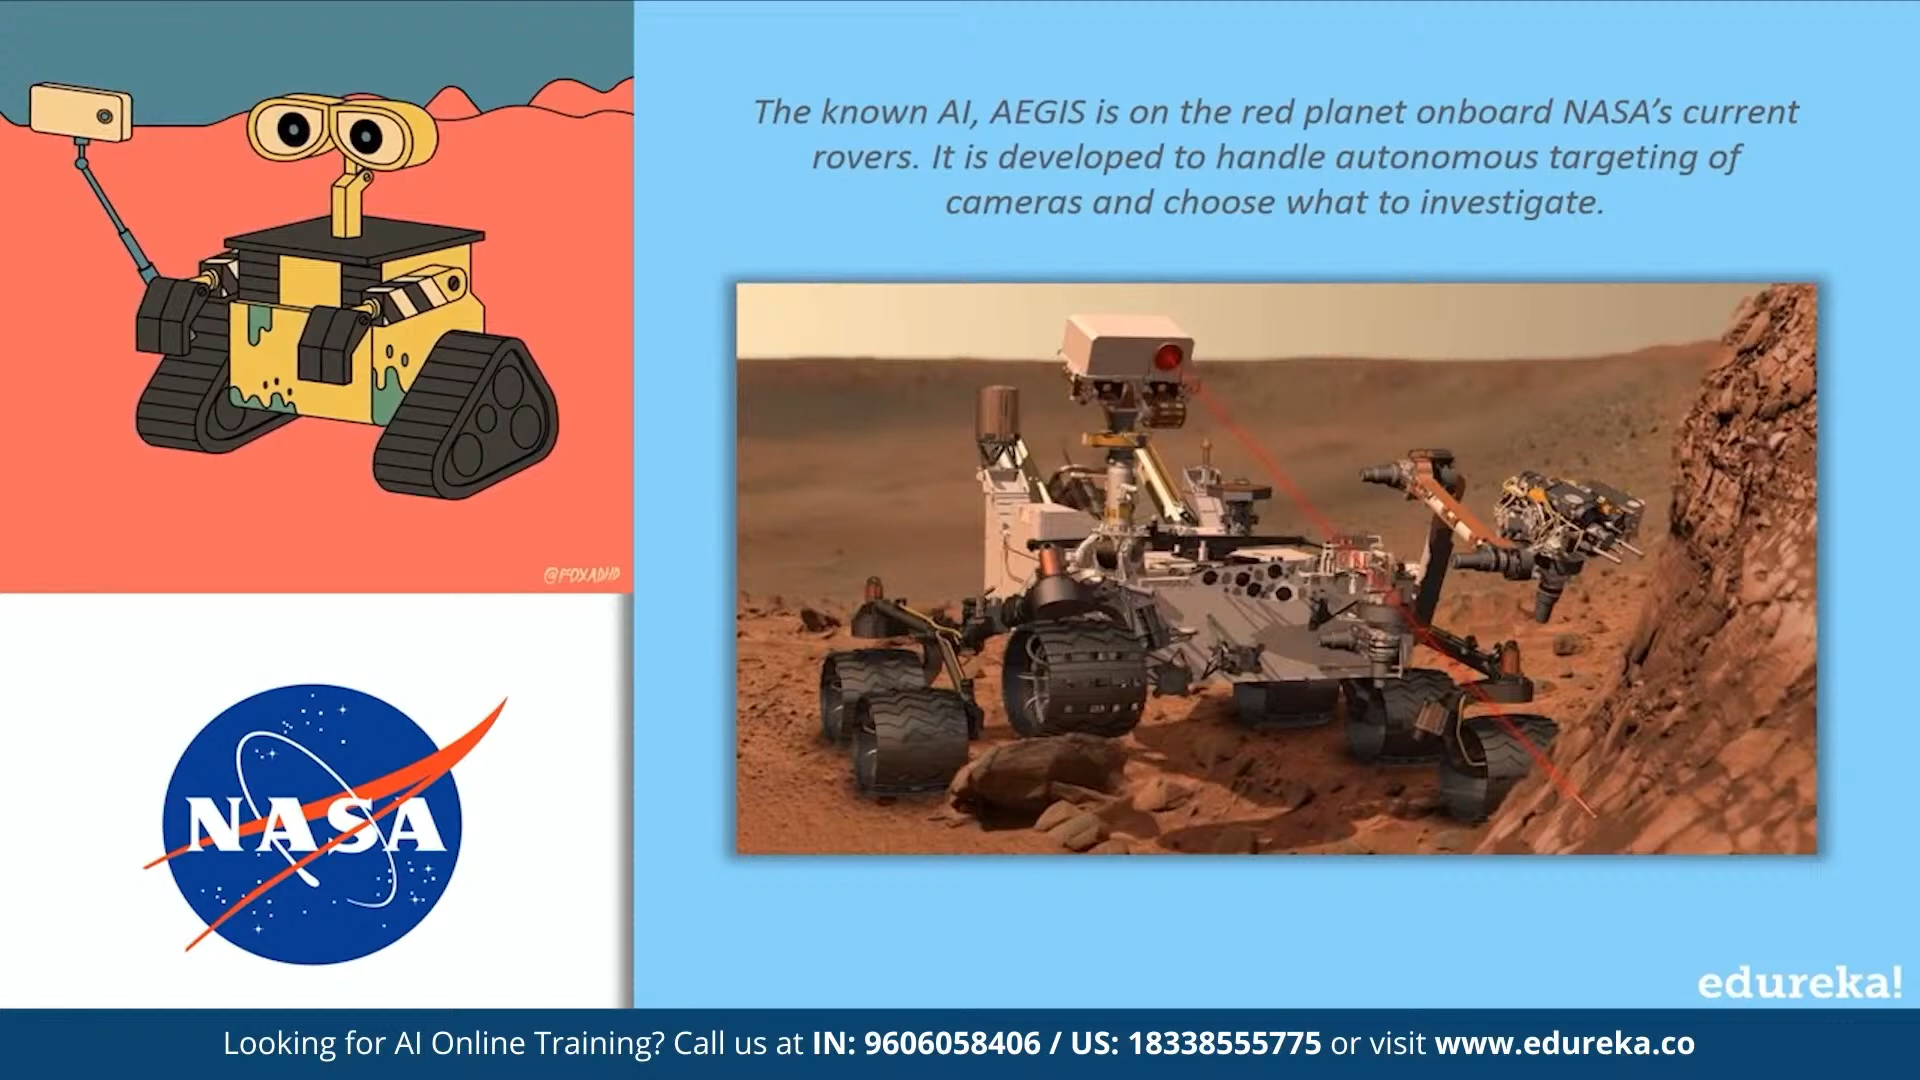 The known AI, AEGIS is on the red planet onboard NASA’s current
rovers. It is developed to handle autonomous targeting of
cameras and choose what to investigate.
@FOXADHD
NASA
edureka!
Looking for AI Online Training? Call us at IN: 9606058406 / US: 18338555775 or visit www.edureka.co